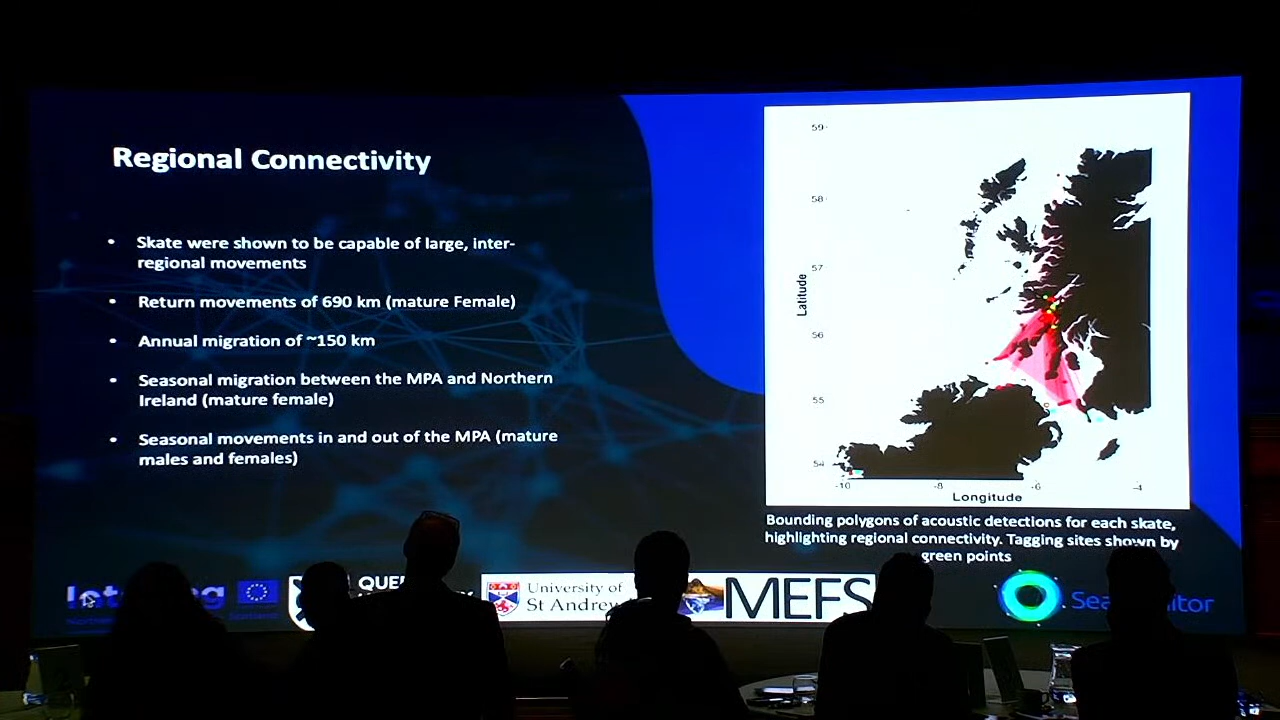 Regional Connectivity
• Skate were shown to be capable of large, inter-
regional movements
• Return movements of 690 km (mature Female)
• Annual migration of ~150 km
• Seasonal migration between the MPA and Northern
Ireland (mature female)
• Seasonal movements in and out of the MPA (mature
males and females)
59
58
57
56
55
54
Latitude
-10
-8
-6
-4
Longitude
Bounding polygons of acoustic detections for each skate,
highlighting regional connectivity. Tagging sites shown by
green points
University of
St Andrew
MEFS